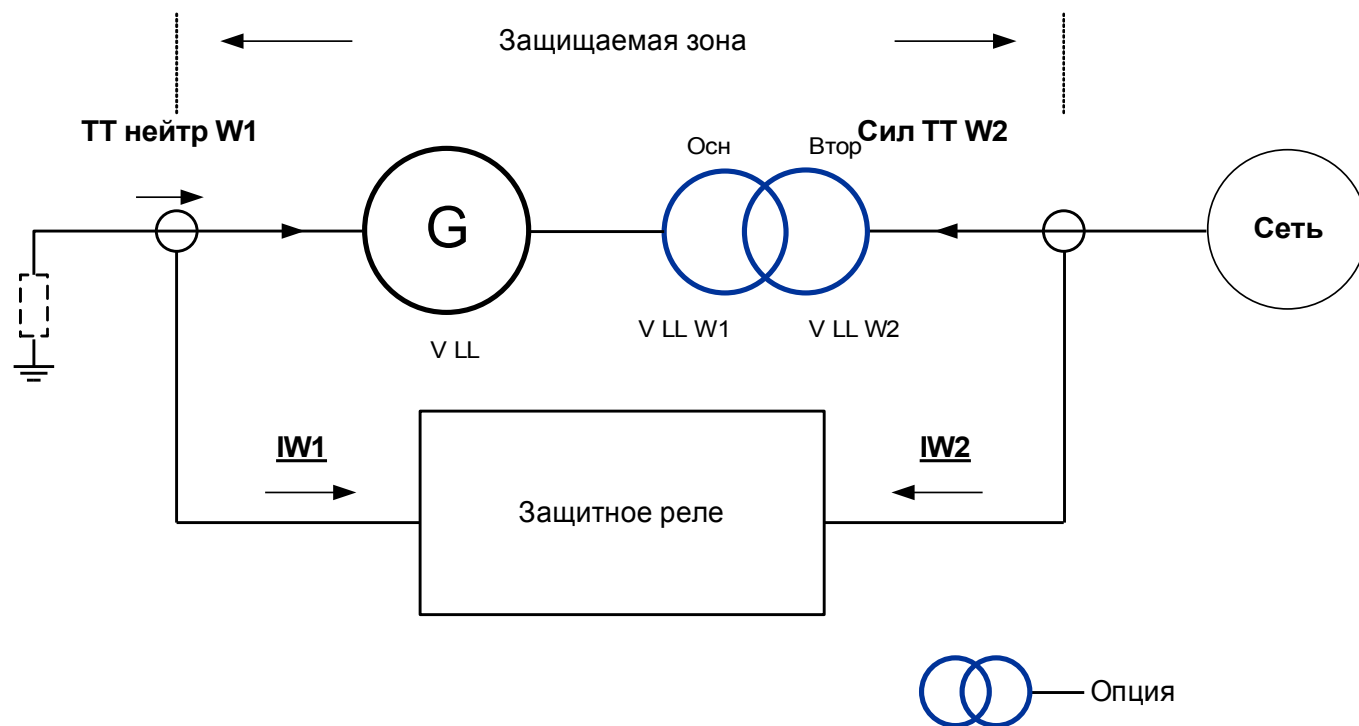 Защищаемая зона
ТТ нейтр W1
Сил ТТ W2
Осн
Втор
G
Сеть
V LL
V LL W1
V LL W2
IW1
IW2
Защитное реле
Опция